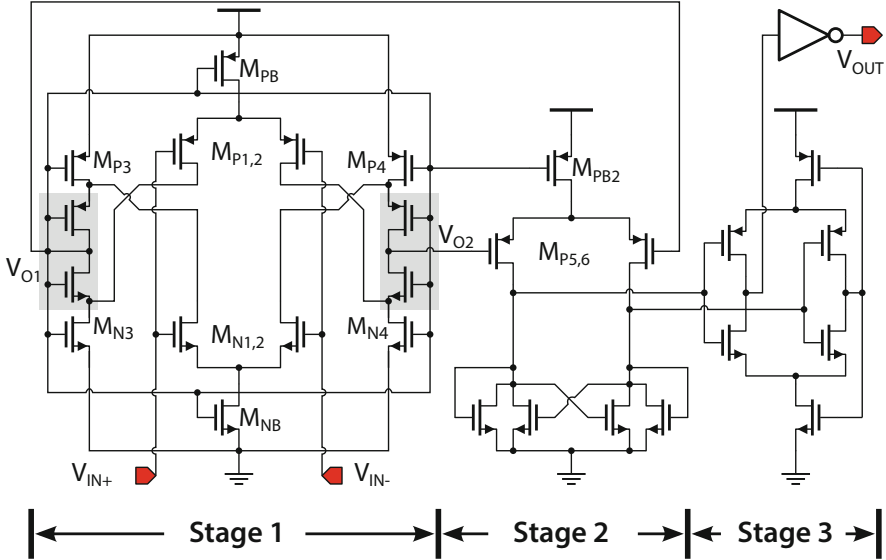 M_PB
V_OUT
M_P3
M_P1,2
M_P4
M_PB2
V_O1
V_O2
M_P5,6
M_N3
M_N1,2
M_N4
M_NB
V_IN+
V_IN-
Stage 1
Stage 2
Stage 3